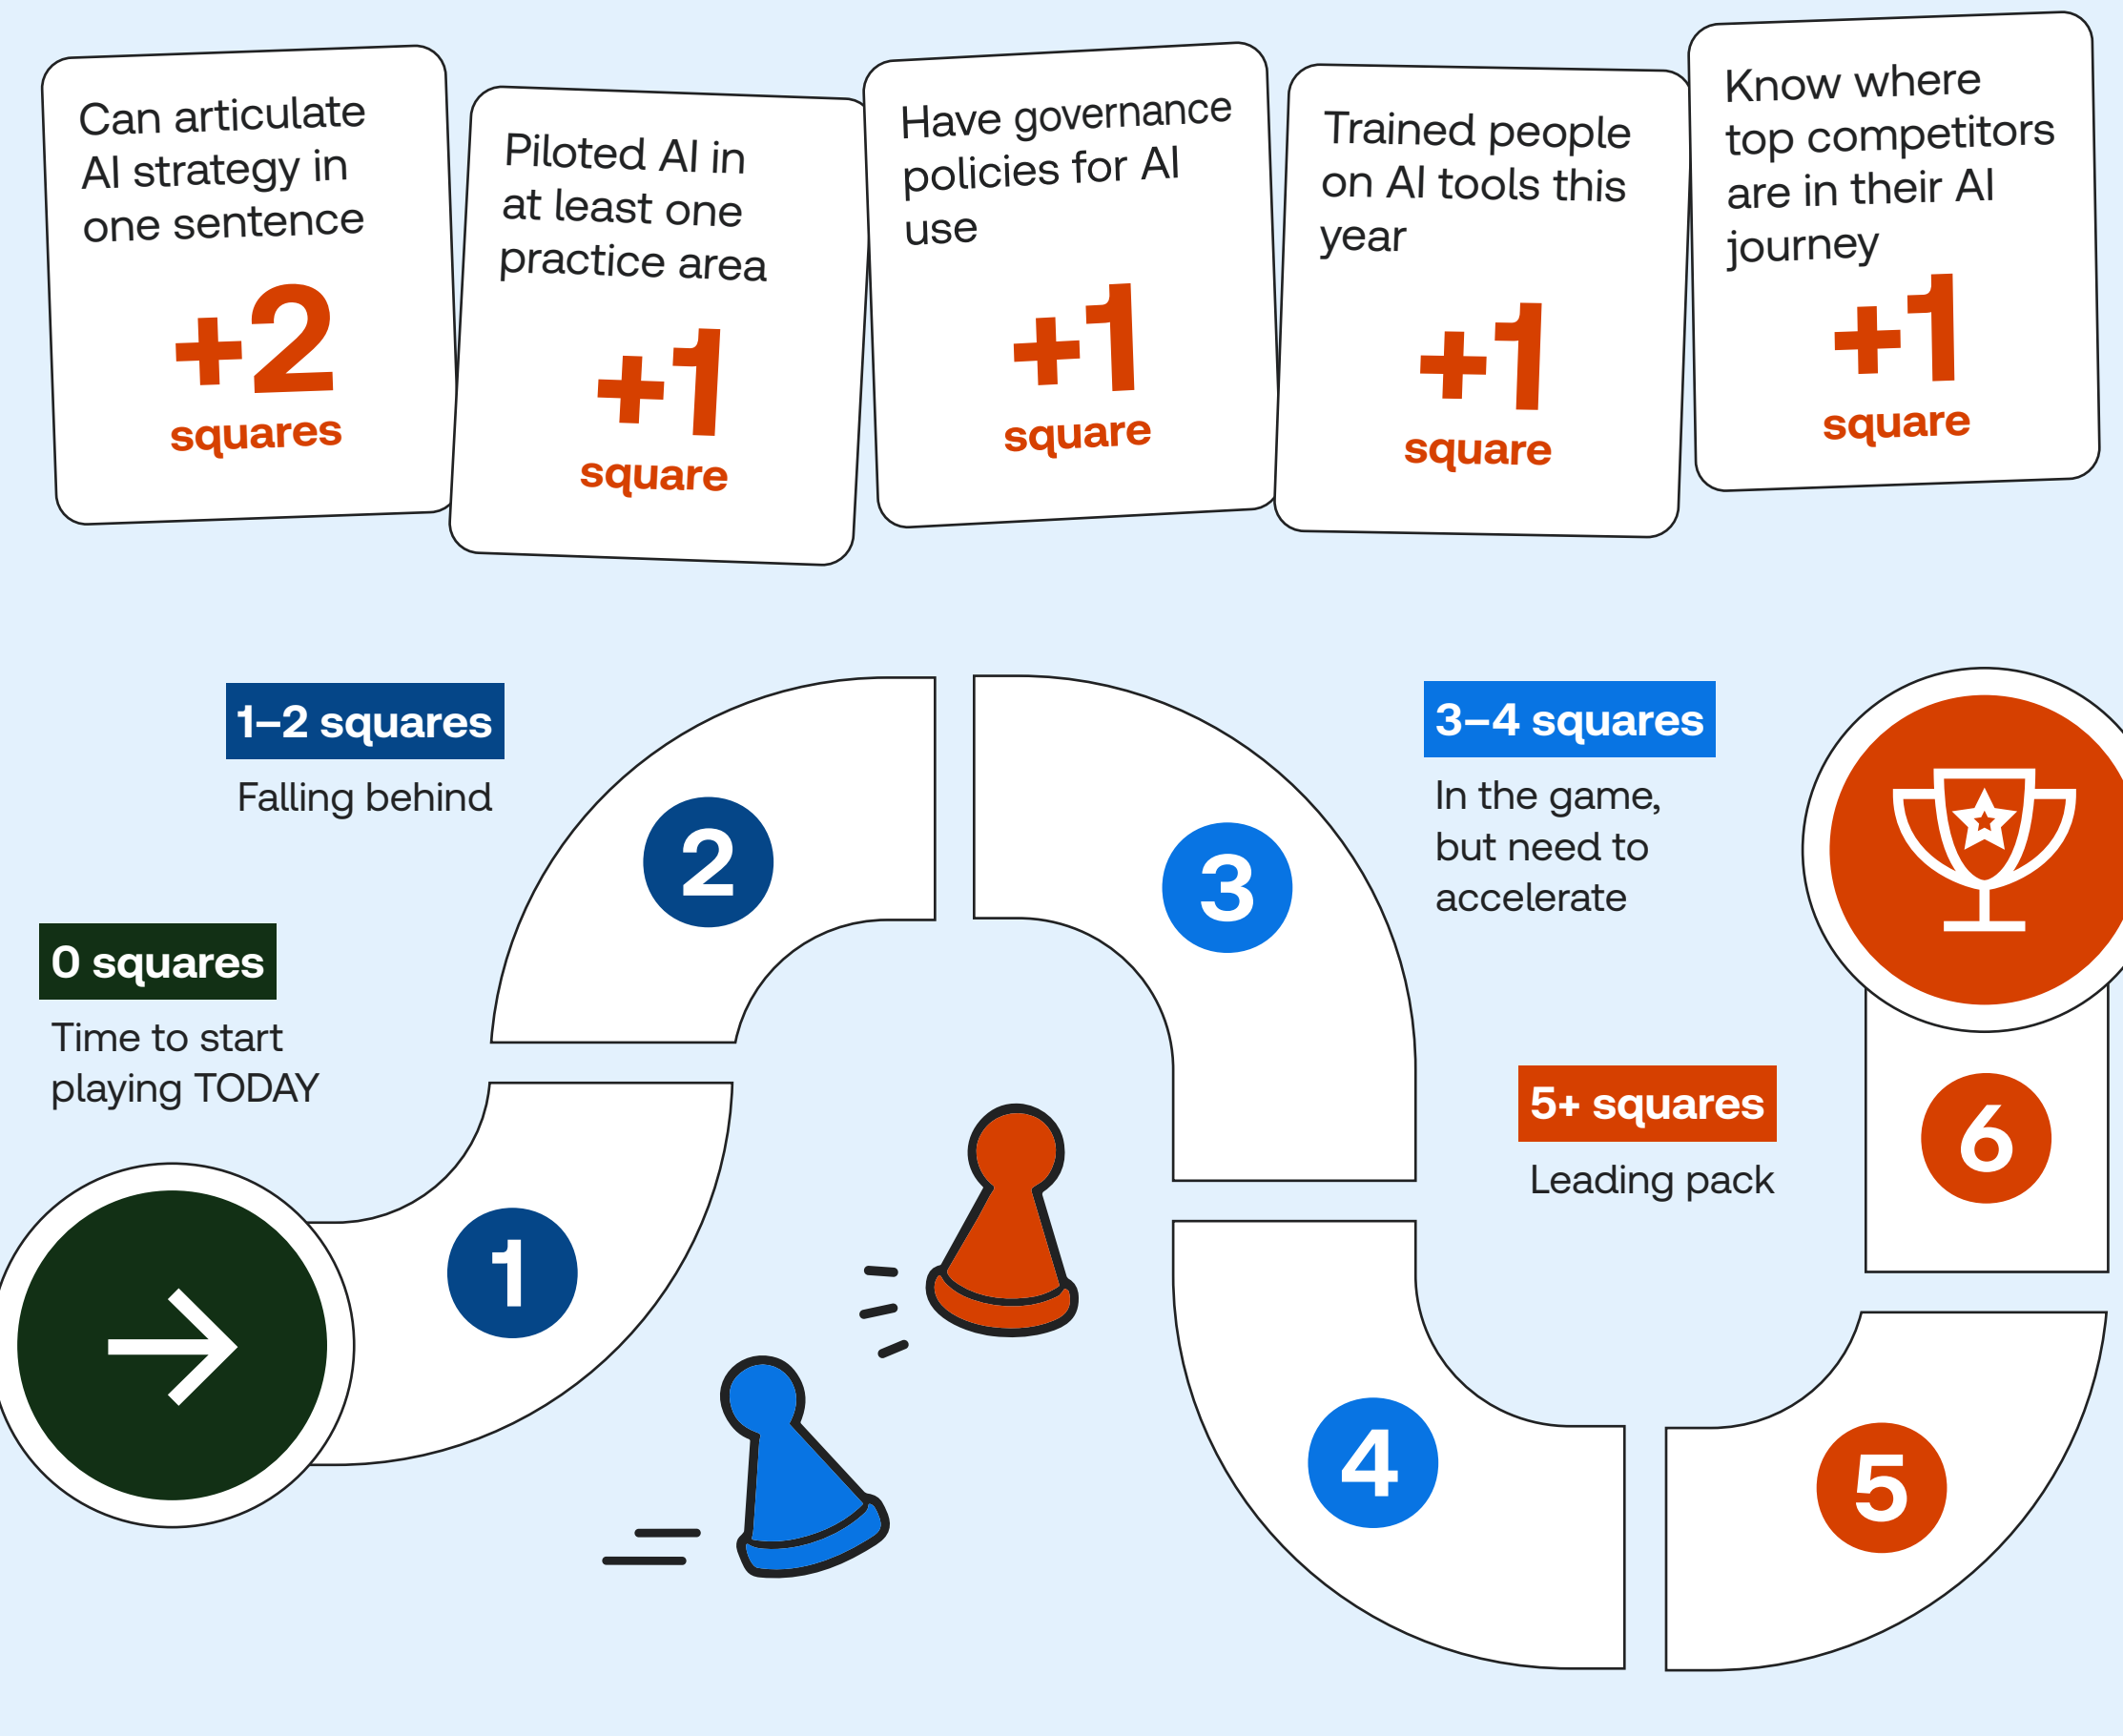 Can articulate
AI strategy in
one sentence
+2
squares
Piloted AI in
at least one
practice area
+1
square
Have governance
policies for AI
use
+1
square
Trained people
on AI tools this
year
+1
square
Know where
top competitors
are in their AI
journey
+1
square
1–2 squares
Falling behind
2
3
3–4 squares
In the game,
but need to
accelerate
0 squares
Time to start
playing TODAY
1
5+ squares
Leading pack
6
4
5